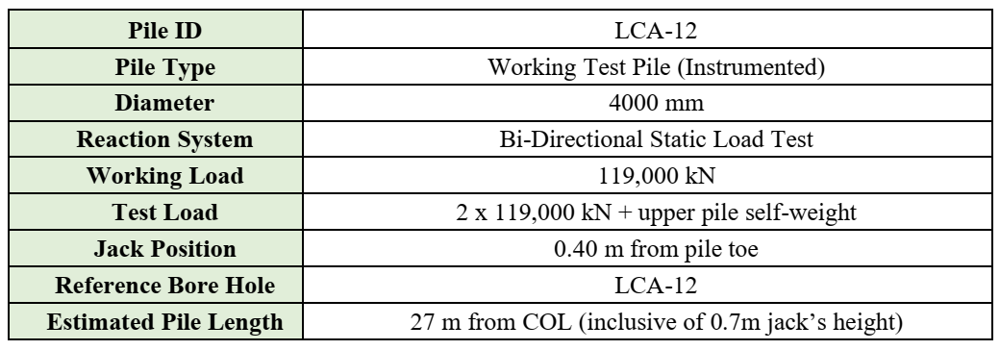 Pile ID LCA-12
Pile Type Working Test Pile (Instrumented)
Diameter 4000 mm
Reaction System Bi-Directional Static Load Test
Working Load 119,000 kN
Test Load 2 x 119,000 kN + upper pile self-weight
Jack Position 0.40 m from pile toe
Reference Bore Hole LCA-12
Estimated Pile Length 27 m from COL (inclusive of 0.7m jack’s height)